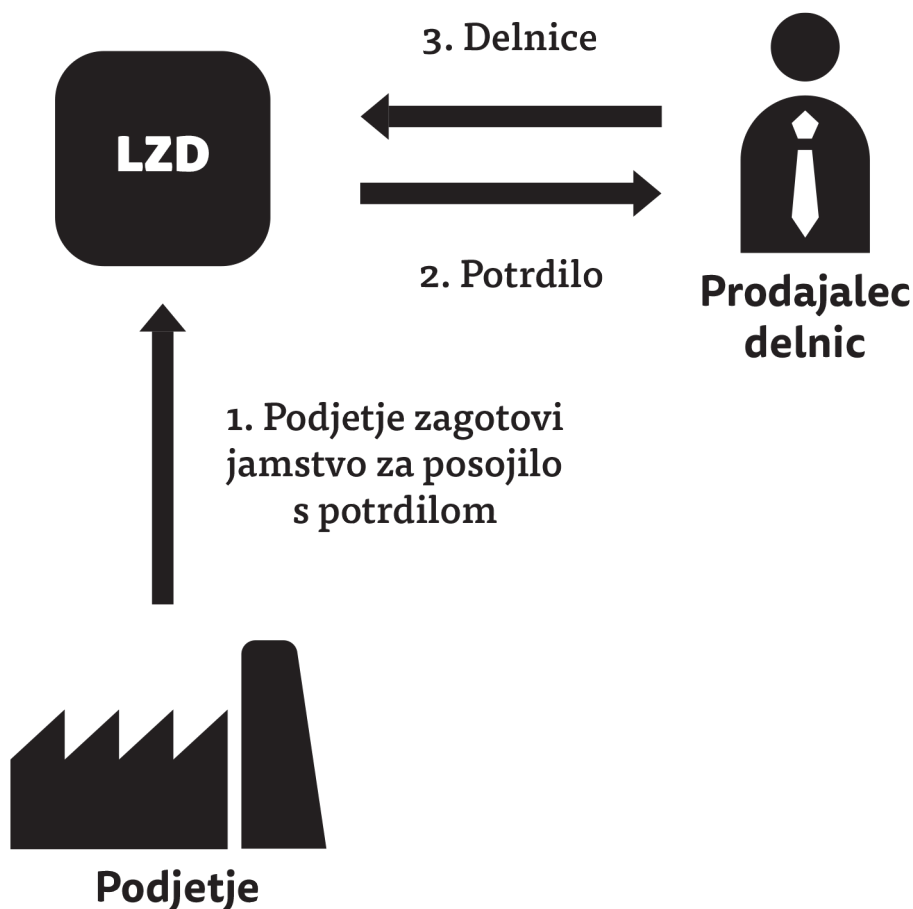 3. Delnice
LZD
2. Potrdilo
Prodajalec
delnic
1. Podjetje zagotovi
jamstvo za posojilo
s potrdilom
Podjetje